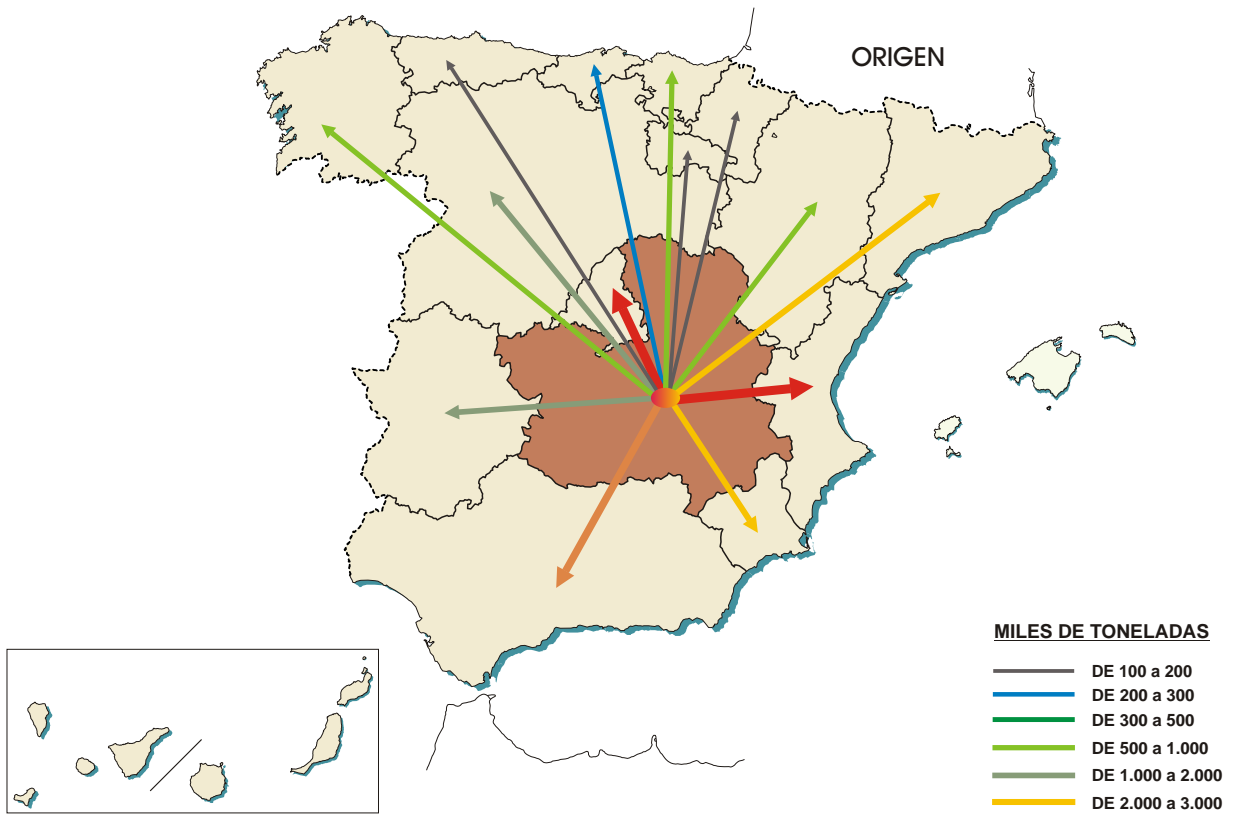 ORIGEN
MILES DE TONELADAS
DE 100 a 200
DE 200 a 300
DE 300 a 500
DE 500 a 1.000
DE 1.000 a 2.000
DE 2.000 a 3.000